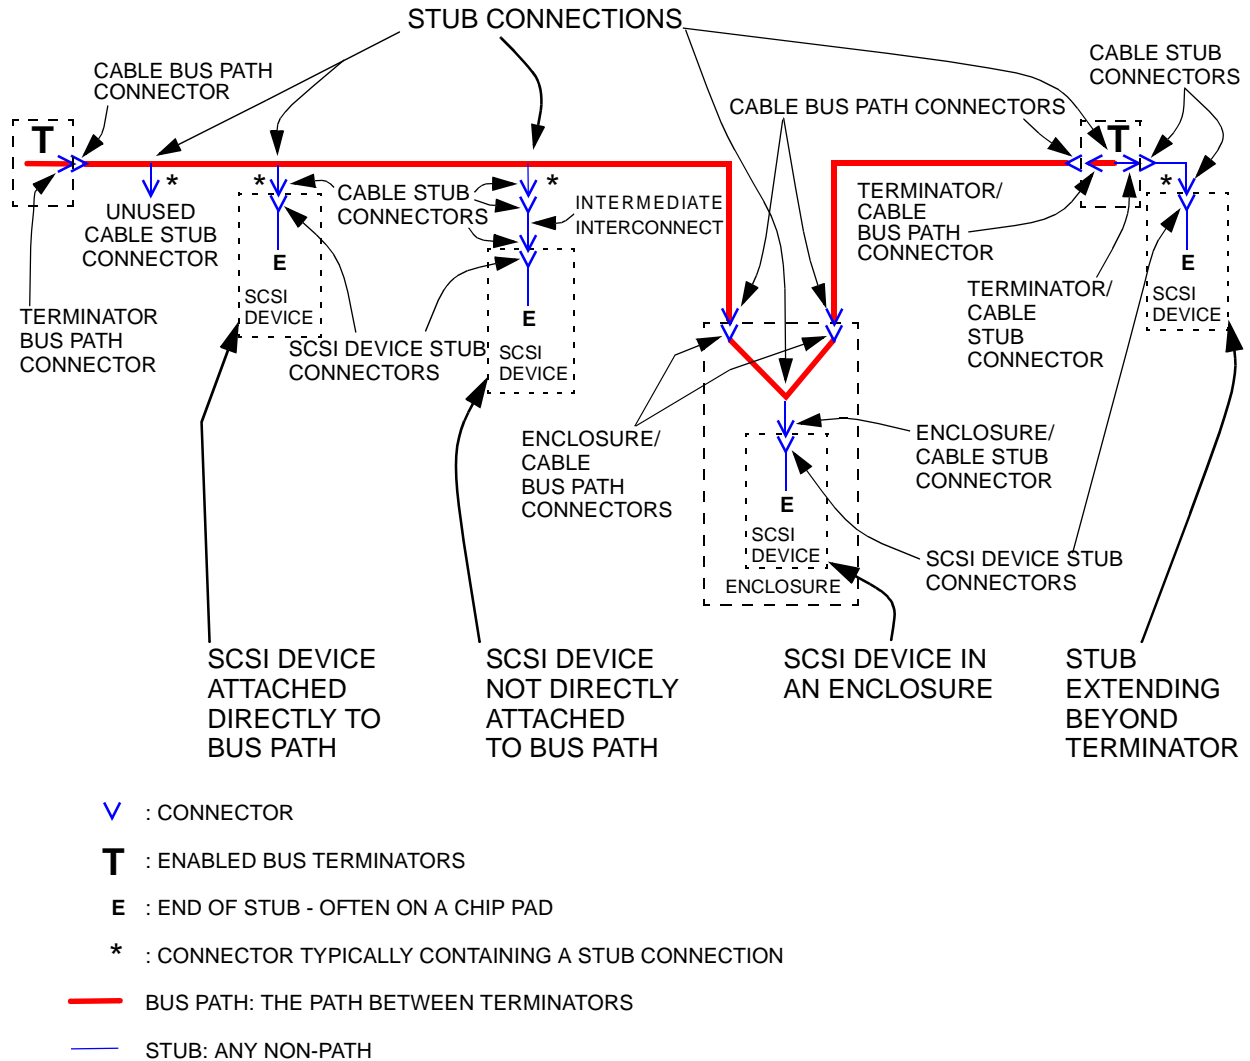 STUB CONNECTIONS
CABLE BUS PATH
CONNECTOR
CABLE STUB
CONNECTORS
CABLE BUS PATH CONNECTORS
T
T
*
*
*
*
UNUSED
CABLE STUB
CONNECTOR
CABLE STUB
CONNECTORS
INTERMEDIATE
INTERCONNECT
TERMINATOR/
CABLE
BUS PATH
CONNECTOR
E
SCSI
DEVICE
E
SCSI
DEVICE
E
SCSI
DEVICE
TERMINATOR
BUS PATH
CONNECTOR
SCSI DEVICE STUB
CONNECTORS
TERMINATOR/
CABLE
STUB
CONNECTOR
ENCLOSURE/
CABLE
BUS PATH
CONNECTORS
ENCLOSURE/
CABLE STUB
CONNECTOR
E
SCSI
DEVICE
ENCLOSURE
SCSI DEVICE STUB
CONNECTORS
SCSI DEVICE
ATTACHED
DIRECTLY TO
BUS PATH
SCSI DEVICE
NOT DIRECTLY
ATTACHED
TO BUS PATH
SCSI DEVICE IN
AN ENCLOSURE
STUB
EXTENDING
BEYOND
TERMINATOR
: CONNECTOR
T : ENABLED BUS TERMINATORS
E : END OF STUB - OFTEN ON A CHIP PAD
* : CONNECTOR TYPICALLY CONTAINING A STUB CONNECTION
BUS PATH: THE PATH BETWEEN TERMINATORS
STUB: ANY NON-PATH